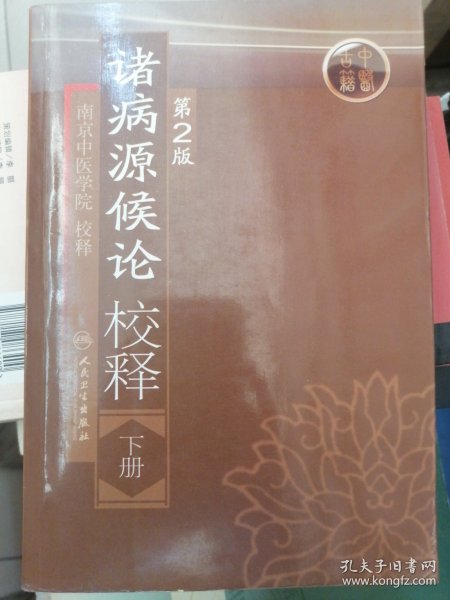 诸病源候论
校释
第2版
下册
南京中医学院 校释
人民卫生出版社
中醫
古籍
孔夫子旧书网
www.kongfz.com